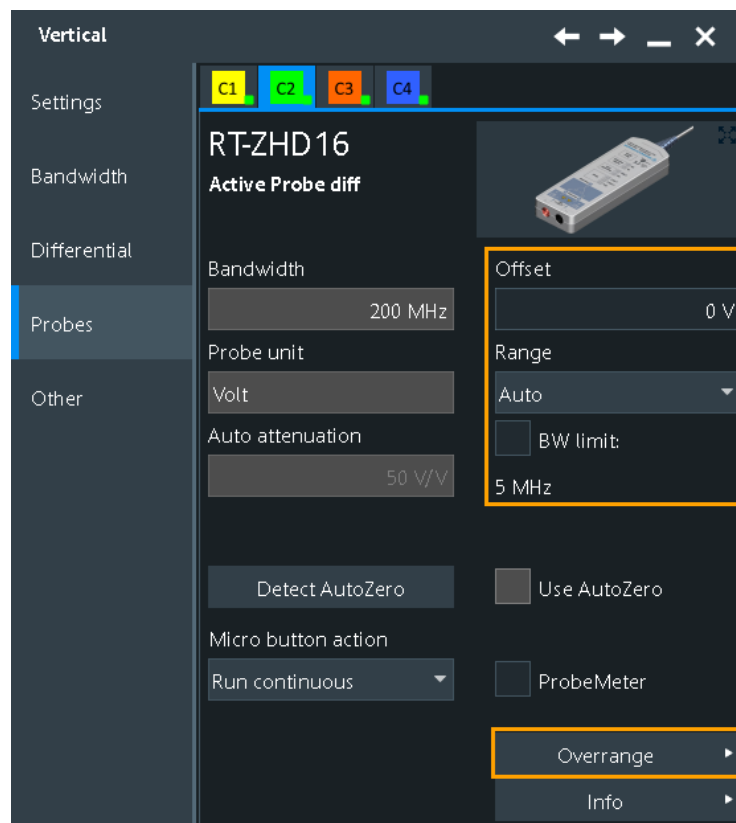 Vertical
Settings
Bandwidth
Differential
Probes
Other
C1 C2 C3 C4
RT-ZHD16
Active Probe diff
Bandwidth
200 MHz
Probe unit
Volt
Auto attenuation
50 V/V
Offset
0 V
Range
Auto
BW limit:
5 MHz
Detect AutoZero
Use AutoZero
Micro button action
Run continuous
ProbeMeter
Overrange
Info